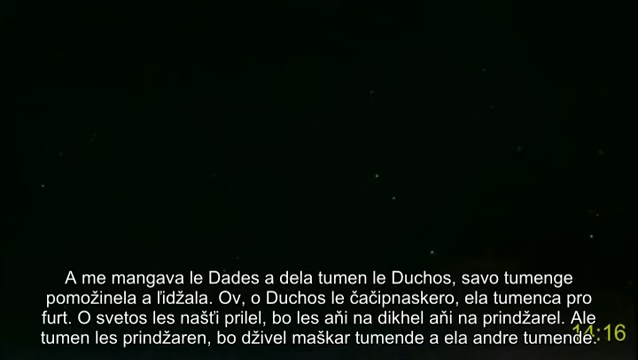 A me mangava le Dades a dela tumen le Duchos, savo tumenge
pomožinela a ľidžala. Ov, o Duchos le čačipnaskero, ela tumenca pro
furt. O svetos les našťi prilel, bo les aňi na dikhel aňi na prindžarel. Ale
tumen les prindžaren, bo dživel maškar tumende a ela andre tumende.
14:16